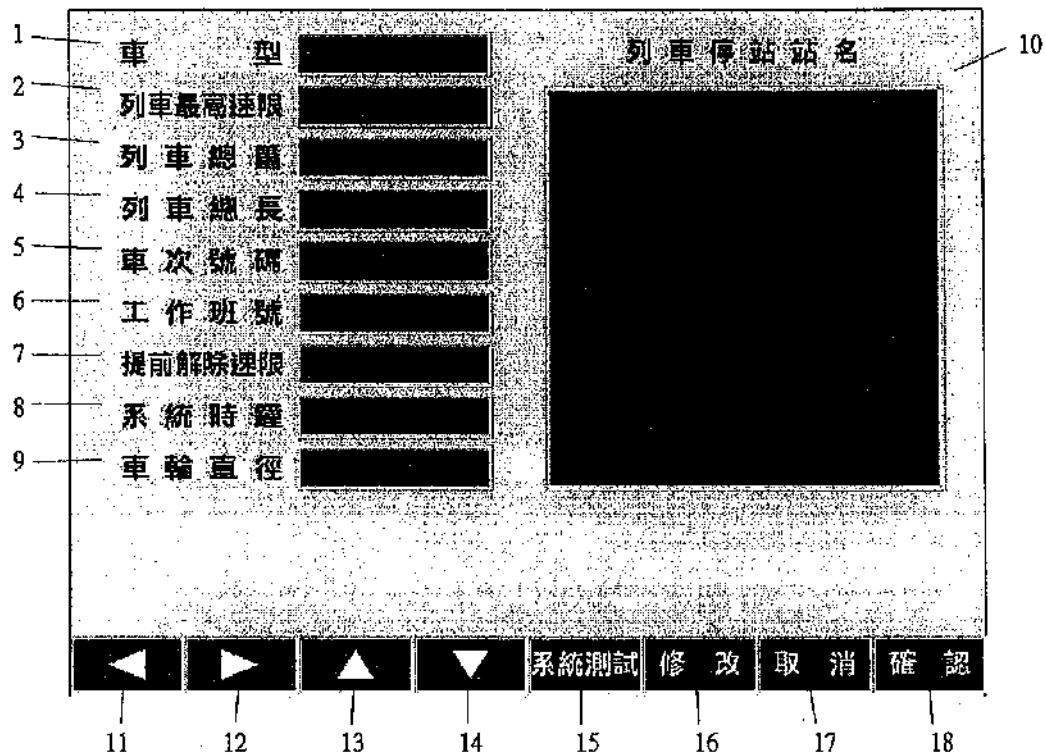 1 車型
列車停站站名 10
2 列車最高速限
3 列車總重
4 列車總長
5 車次號碼
6 工作班號
7 提前解除速限
8 系統時鐘
9 車輪直徑
系統測試 修改 取消 確認
11 12 13 14 15 16 17 18